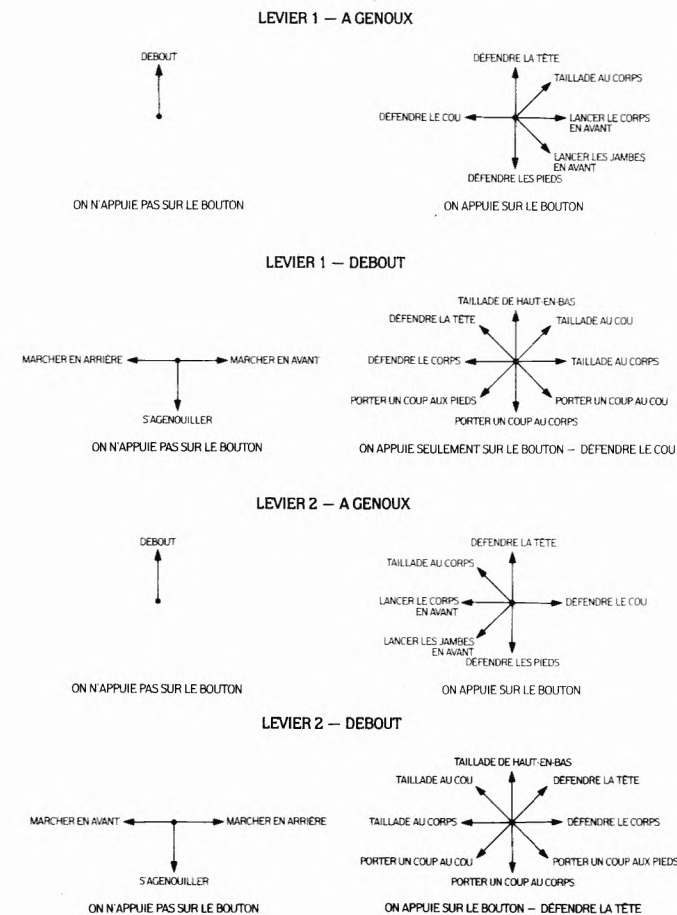 LEVIER 1 — A GENOUX
DEBOUT
DÉFENDRE LA TÊTE
TAILLADE AU CORPS
DÉFENDRE LE COU
LANCER LE CORPS
EN AVANT
LANCER LES JAMBES
EN AVANT
DÉFENDRE LES PIEDS
ON N'APPUIE PAS SUR LE BOUTON
ON APPUIE SUR LE BOUTON
LEVIER 1 — DEBOUT
TAILLADE DE HAUT-EN-BAS
DÉFENDRE LA TÊTE
TAILLADE AU COU
MARCHER EN ARRIÈRE
MARCHER EN AVANT
DÉFENDRE LE CORPS
TAILLADE AU CORPS
PORTER UN COUP AUX PIEDS
PORTER UN COUP AU COU
S'AGENOUILLER
PORTER UN COUP AU CORPS
ON N'APPUIE PAS SUR LE BOUTON
ON APPUIE SEULEMENT SUR LE BOUTON — DÉFENDRE LE COU
LEVIER 2 — A GENOUX
DEBOUT
DÉFENDRE LA TÊTE
TAILLADE AU CORPS
LANCER LE CORPS
EN AVANT
DÉFENDRE LE COU
LANCER LES JAMBES
EN AVANT
DÉFENDRE LES PIEDS
ON N'APPUIE PAS SUR LE BOUTON
ON APPUIE SUR LE BOUTON
LEVIER 2 — DEBOUT
TAILLADE DE HAUT-EN-BAS
TAILLADE AU COU
DÉFENDRE LA TÊTE
MARCHER EN AVANT
MARCHER EN ARRIÈRE
TAILLADE AU CORPS
DÉFENDRE LE CORPS
PORTER UN COUP AU COU
PORTER UN COUP AUX PIEDS
S'AGENOUILLER
PORTER UN COUP AU CORPS
ON N'APPUIE PAS SUR LE BOUTON
ON APPUIE SUR LE BOUTON — DÉFENDRE LA TÊTE